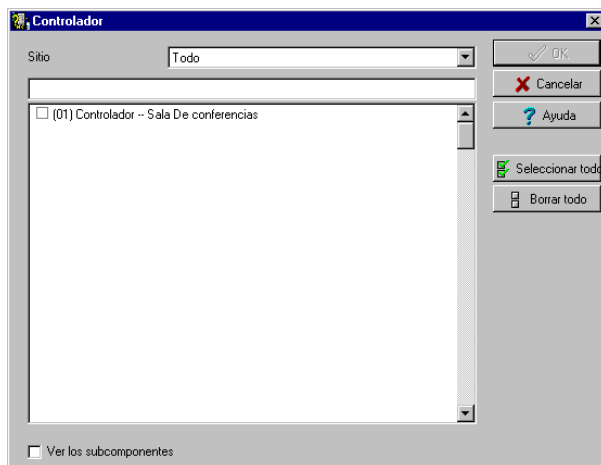 Controlador
Sitio
Todo
OK
Cancelar
(01) Controlador -- Sala De conferencias
Ayuda
Seleccionar todo
Borrar todo
Ver los subcomponentes